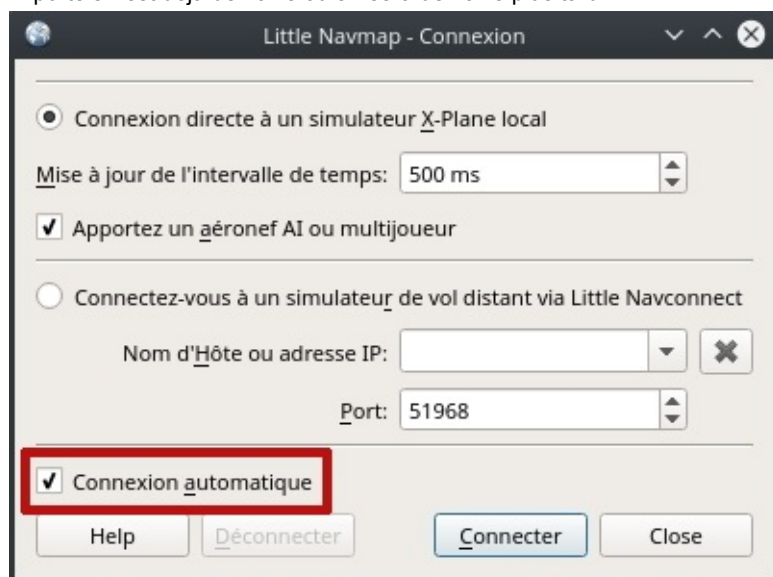 Little Navmap - Connexion
Connexion directe à un simulateur X-Plane local
Mise à jour de l'intervalle de temps: 500 ms
Apportez un aéronef AI ou multijoueur
Connectez-vous à un simulateur de vol distant via Little Navconnect
Nom d'Hôte ou adresse IP:
Port: 51968
Connexion automatique
Help Déconnecter Connecter Close